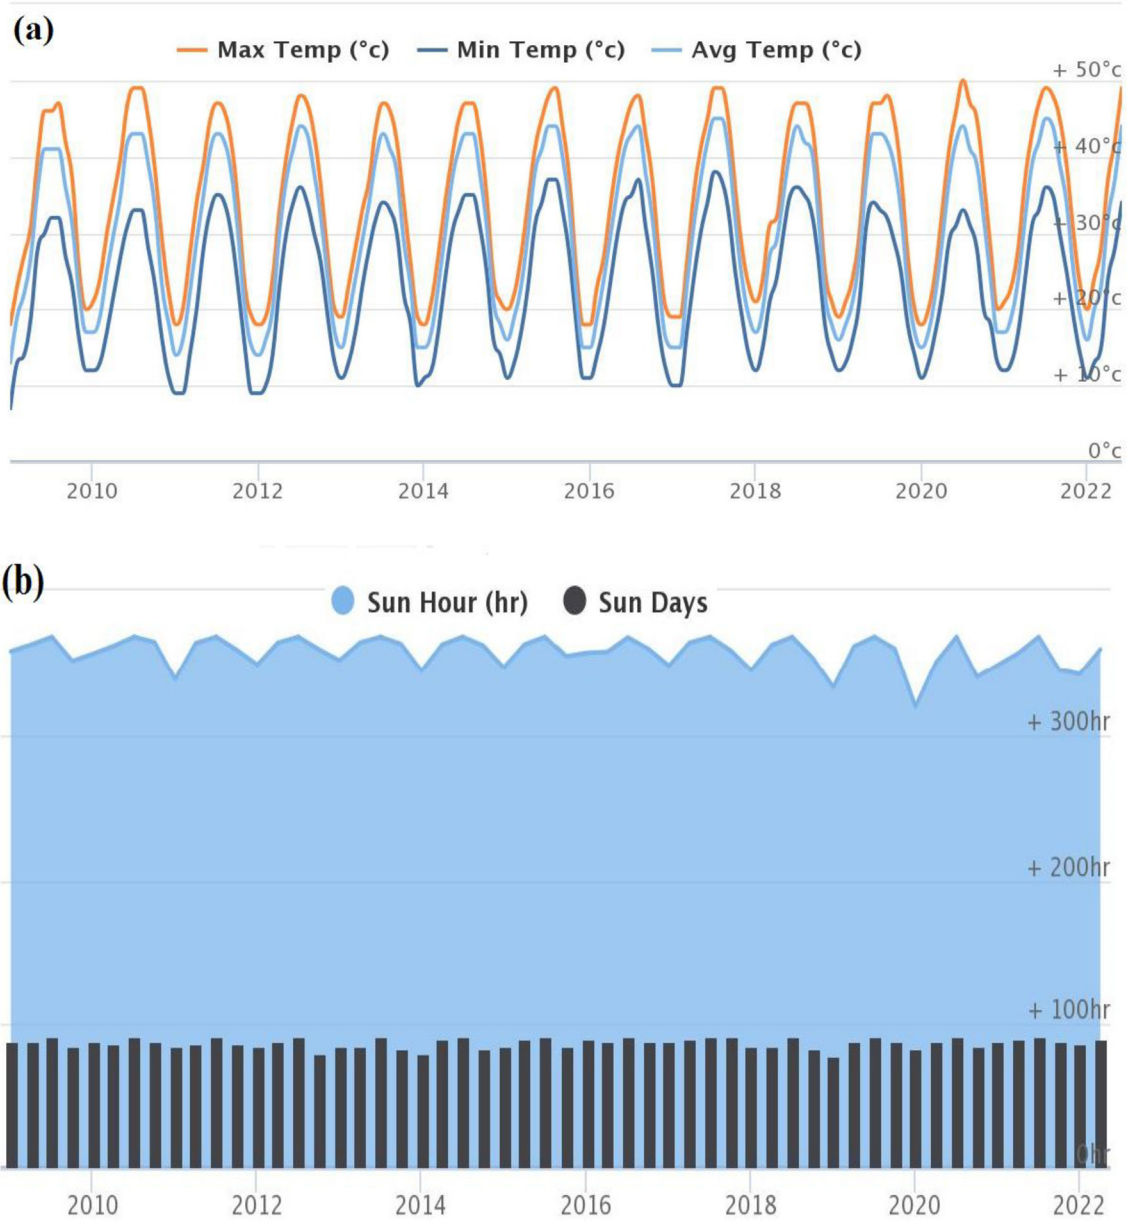 (a)
Max Temp (°c) Min Temp (°c) Avg Temp (°c)
+ 50°c
+ 40°c
+ 30°c
+ 20°c
+ 10°c
0°c
2010 2012 2014 2016 2018 2020 2022
(b)
Sun Hour (hr) Sun Days
+ 300hr
+ 200hr
+ 100hr
0hr
2010 2012 2014 2016 2018 2020 2022